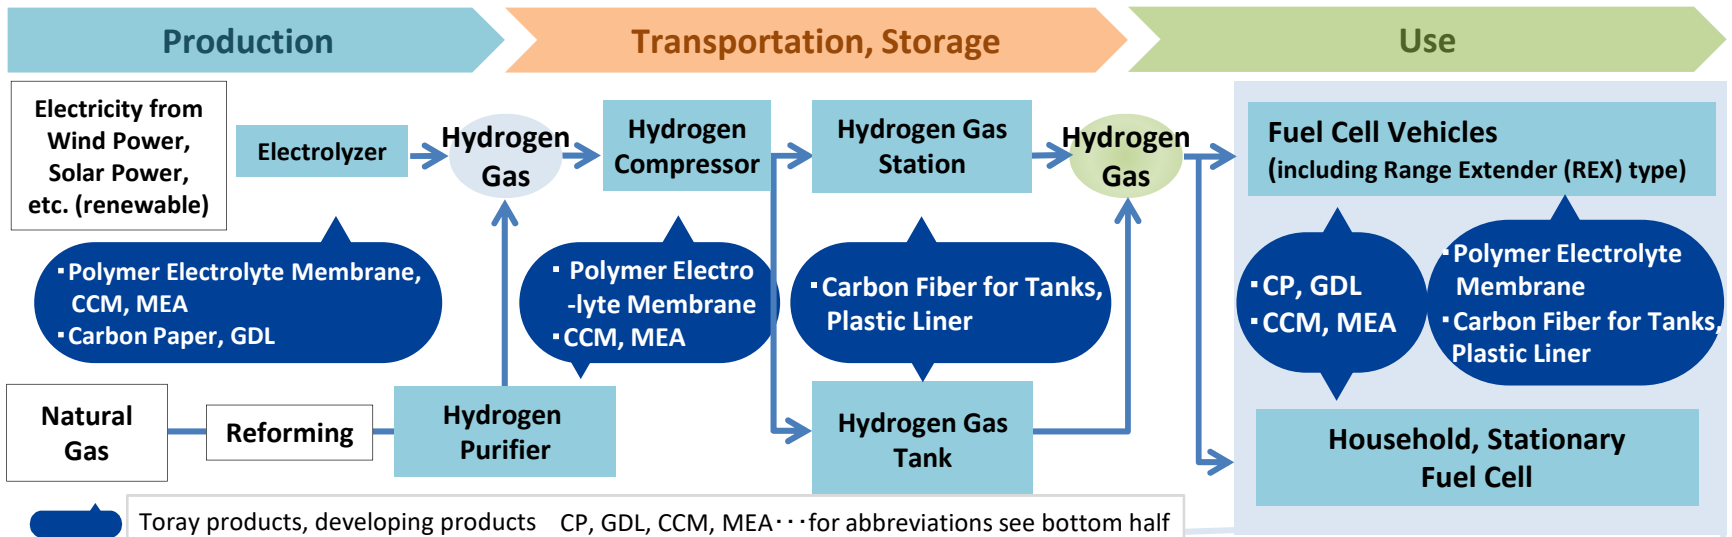 Production
Transportation, Storage
Use
Electricity from
Wind Power,
Solar Power,
etc. (renewable)
Electrolyzer
Hydrogen
Gas
Hydrogen
Compressor
Hydrogen Gas
Station
Hydrogen
Gas
Fuel Cell Vehicles
(including Range Extender (REX) type)
▪Polymer Electrolyte Membrane,
CCM, MEA
▪Carbon Paper, GDL
▪ Polymer Electro
-lyte Membrane
▪CCM, MEA
▪Carbon Fiber for Tanks,
Plastic Liner
▪CP, GDL
▪CCM, MEA
▪Polymer Electrolyte
Membrane
▪Carbon Fiber for Tanks,
Plastic Liner
Natural
Gas
Reforming
Hydrogen
Purifier
Hydrogen Gas
Tank
Household, Stationary
Fuel Cell
Toray products, developing products CP, GDL, CCM, MEA･･･for abbreviations see bottom half